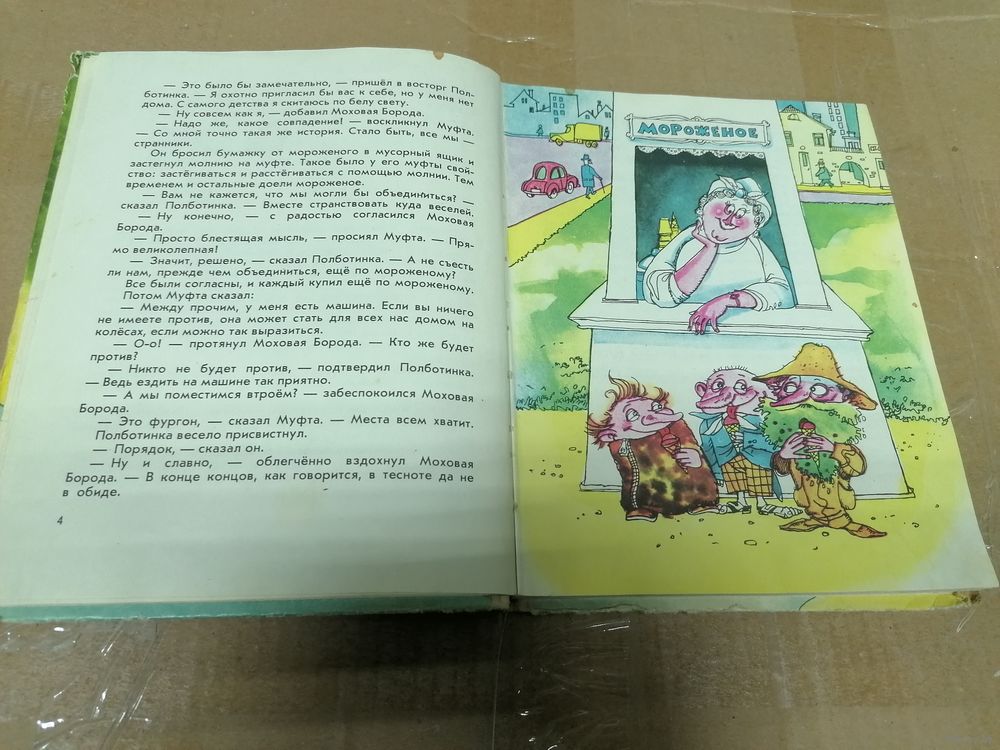 — Это было бы замечательно, — пришёл в восторг Пол-
ботинка. — Я охотно пригласил бы вас к себе, но у меня нет
дома. С самого детства я скитаюсь по белу свету.
— Ну совсем как я, — добавил Моховая Борода.
— Надо же, какое совпадение! — воскликнул Муфта.
— Со мной точно такая же история. Стало быть, все мы —
странники.
Он бросил бумажку от мороженого в мусорный ящик и
застегнул молнию на муфте. Такое было у его муфты свой-
ство: застёгиваться и расстёгиваться с помощью молнии. Тем
временем и остальные доели мороженое.
— Вам не кажется, что мы могли бы объединиться? —
сказал Полботинка. — Вместе странствовать куда веселей.
— Ну конечно, — с радостью согласился Моховая
Борода.
— Просто блестящая мысль, — просиял Муфта. — Пря-
мо великолепная!
— Значит, решено, — сказал Полботинка. — А не съесть
ли нам, прежде чем объединиться, ещё по мороженому?
Все были согласны, и каждый купил ещё по мороженому.
Потом Муфта сказал:
— Между прочим, у меня есть машина. Если вы ничего
не имеете против, она может стать для всех нас домом на
колёсах, если можно так выразиться.
— О-о! — протянул Моховая Борода. — Кто же будет
против?
— Никто не будет против, — подтвердил Полботинка.
— Ведь ездить на машине так приятно.
— А мы поместимся втроём? — забеспокоился Моховая
Борода.
— Это фургон, — сказал Муфта. — Места всем хватит.
Полботинка весело присвистнул.
— Порядок, — сказал он.
— Ну и славно, — облегчённо вздохнул Моховая
Борода. — В конце концов, как говорится, в тесноте да не
в обиде.
4
МОРОЖЕНОЕ